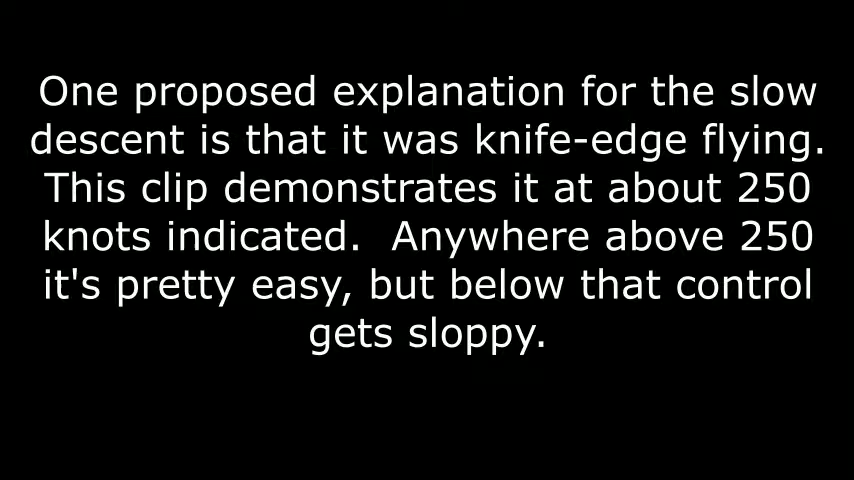 One proposed explanation for the slow
descent is that it was knife-edge flying.
This clip demonstrates it at about 250
knots indicated.  Anywhere above 250
it's pretty easy, but below that control
gets sloppy.